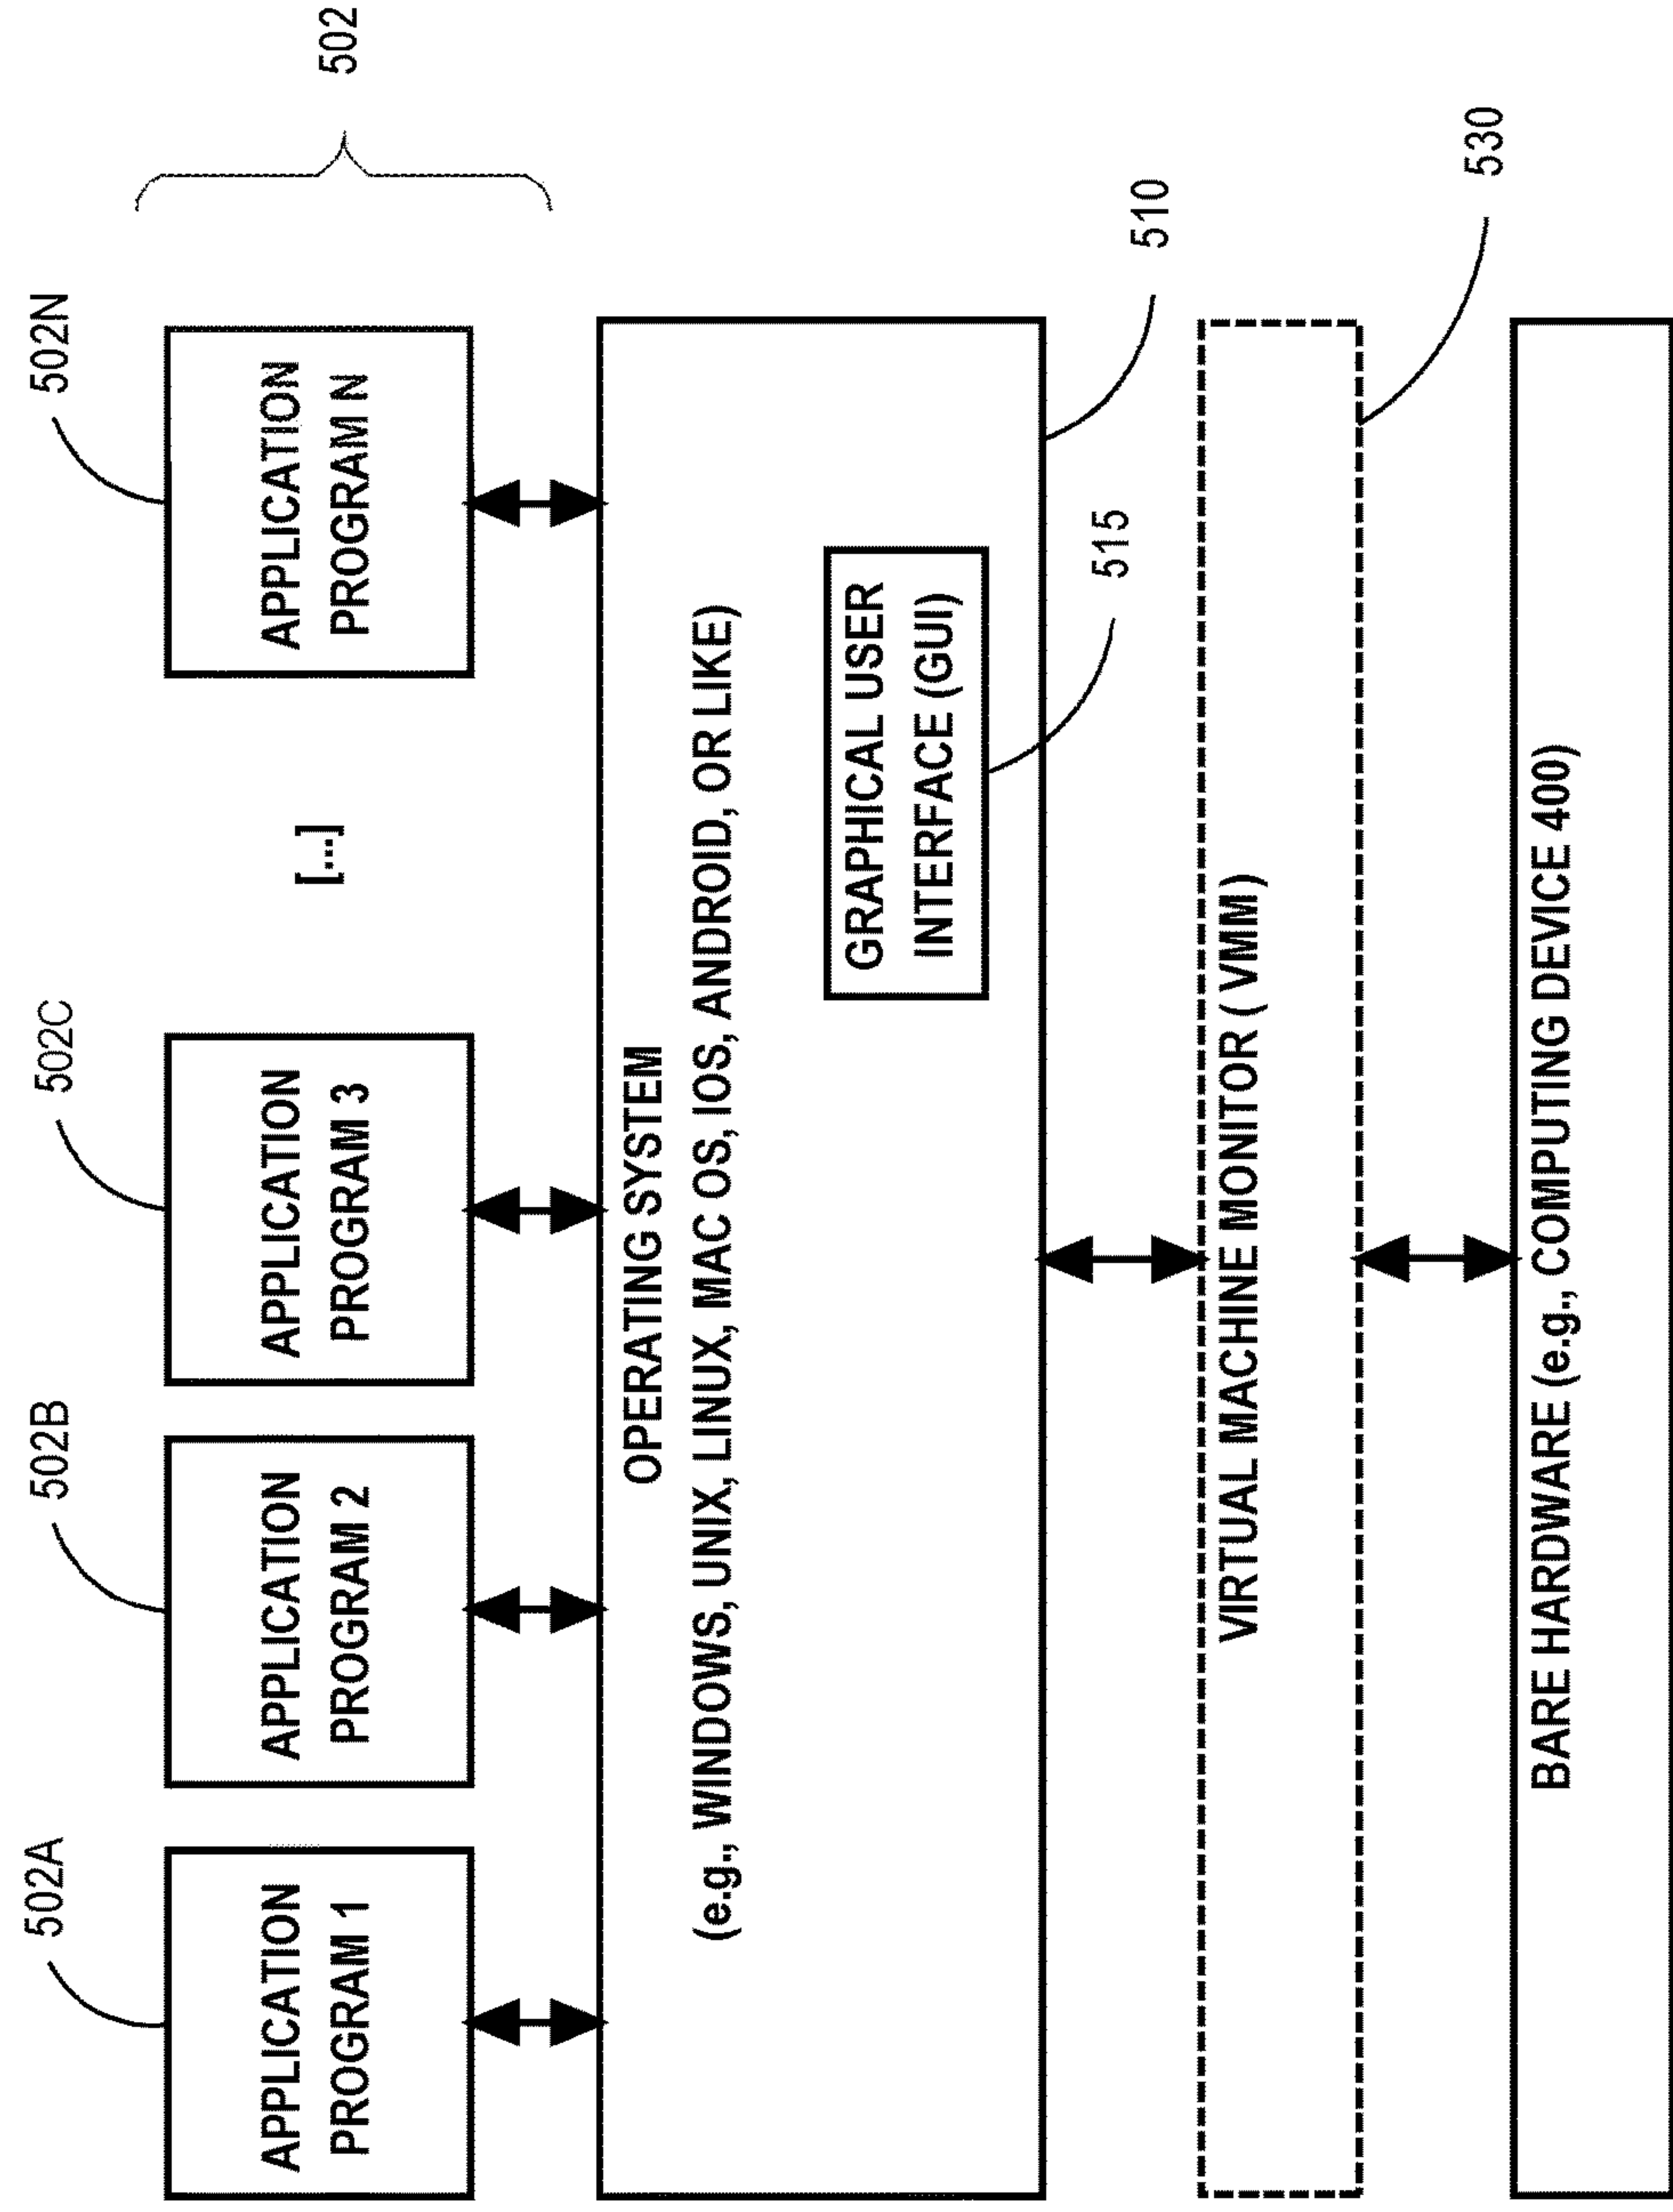 502A
502B
502C
502N
502
APPLICATION
PROGRAM 1
APPLICATION
PROGRAM 2
APPLICATION
PROGRAM 3
[...]
APPLICATION
PROGRAM N
OPERATING SYSTEM
(e.g., WINDOWS, UNIX, LINUX, MAC OS, IOS, ANDROID, OR LIKE)
GRAPHICAL USER
INTERFACE (GUI)
515
510
VIRTUAL MACHINE MONITOR ( VMM)
530
BARE HARDWARE (e.g., COMPUTING DEVICE 400)